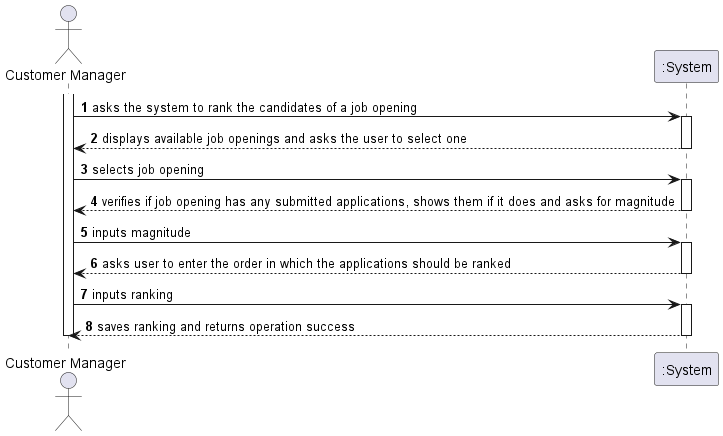 Customer Manager
:System
1 asks the system to rank the candidates of a job opening
2 displays available job openings and asks the user to select one
3 selects job opening
4 verifies if job opening has any submitted applications, shows them if it does and asks for magnitude
5 inputs magnitude
6 asks user to enter the order in which the applications should be ranked
7 inputs ranking
8 saves ranking and returns operation success
Customer Manager
:System